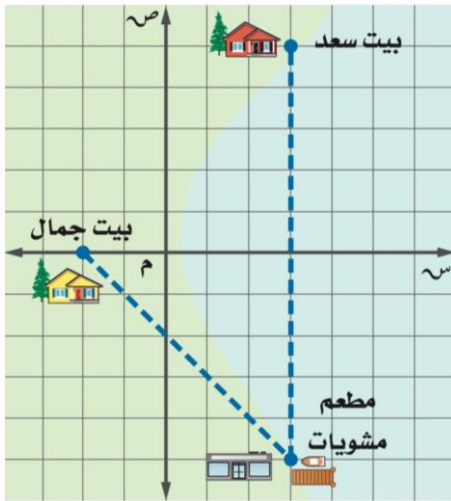 ص
بيت سعد
بيت جمال
م
س
مطعم
مشويات